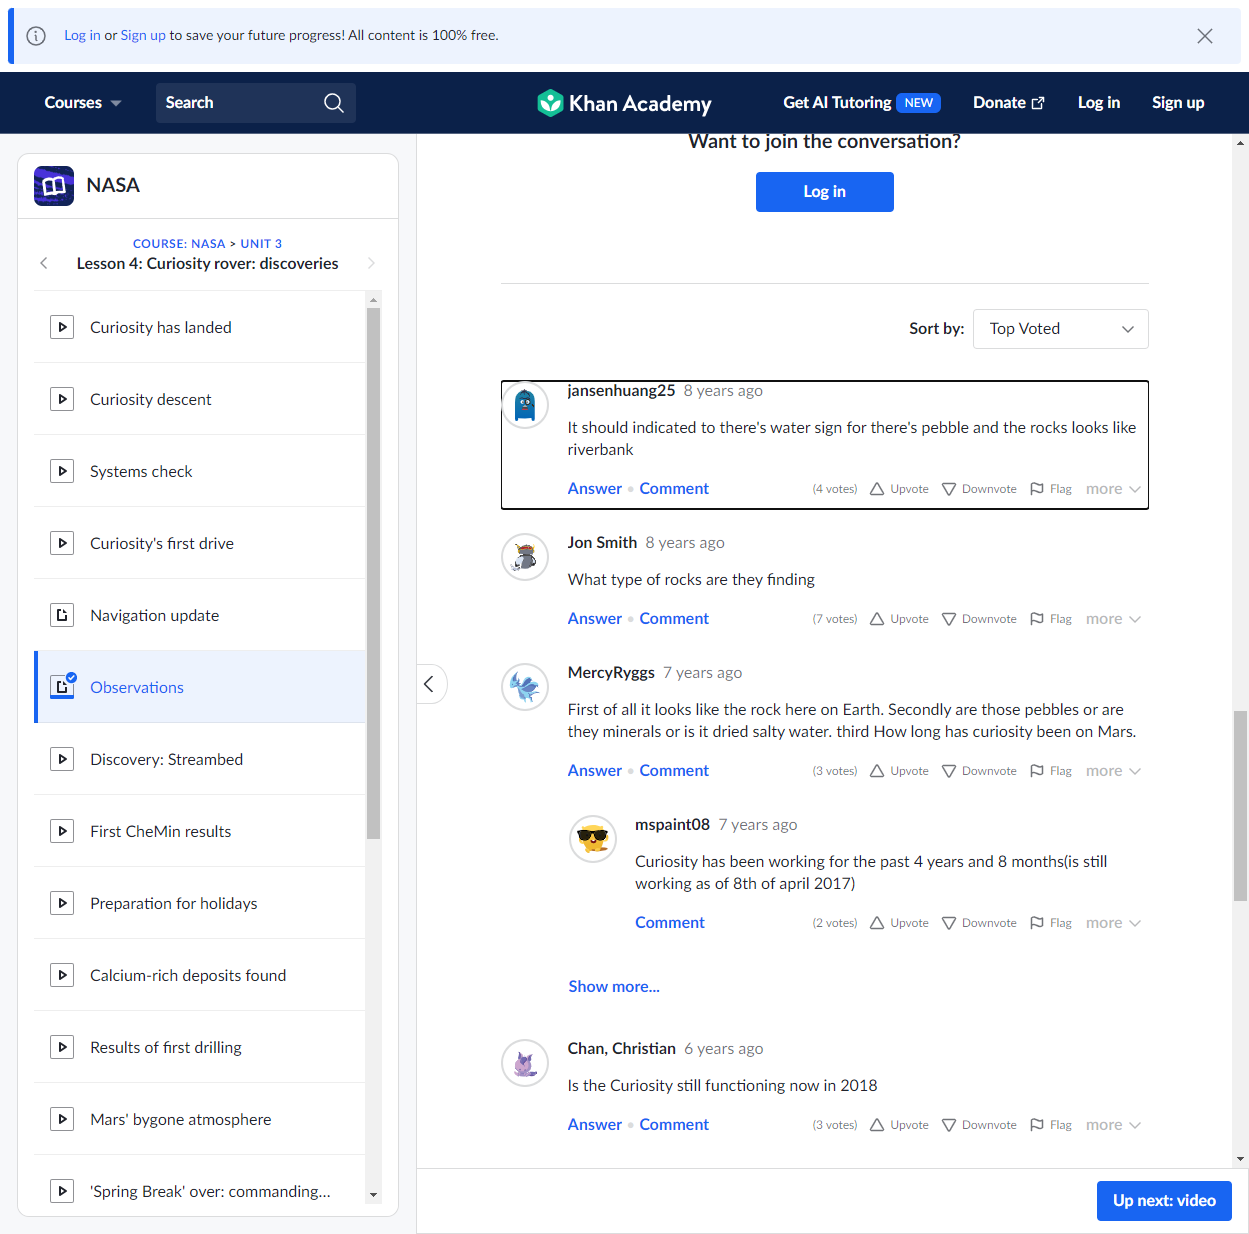 Log in or Sign up to save your future progress! All content is 100% free.
Courses
Search
Khan Academy
Get AI Tutoring NEW
Donate
Log in
Sign up
NASA
COURSE: NASA > UNIT 3
Lesson 4: Curiosity rover: discoveries
Curiosity has landed
Curiosity descent
Systems check
Curiosity's first drive
Navigation update
Observations
Discovery: Streambed
First CheMin results
Preparation for holidays
Calcium-rich deposits found
Results of first drilling
Mars' bygone atmosphere
'Spring Break' over: commanding...
Want to join the conversation?
Log in
Sort by: Top Voted
jansenhuang25 8 years ago
It should indicated to there's water sign for there's pebble and the rocks looks like
riverbank
Answer • Comment (4 votes) Upvote Downvote Flag more
Jon Smith 8 years ago
What type of rocks are they finding
Answer • Comment (7 votes) Upvote Downvote Flag more
MercyRyggs 7 years ago
First of all it looks like the rock here on Earth. Secondly are those pebbles or are
they minerals or is it dried salty water. third How long has curiosity been on Mars.
Answer • Comment (3 votes) Upvote Downvote Flag more
mspaint08 7 years ago
Curiosity has been working for the past 4 years and 8 months(is still
working as of 8th of april 2017)
Comment (2 votes) Upvote Downvote Flag more
Show more...
Chan, Christian 6 years ago
Is the Curiosity still functioning now in 2018
Answer • Comment (3 votes) Upvote Downvote Flag more
Up next: video